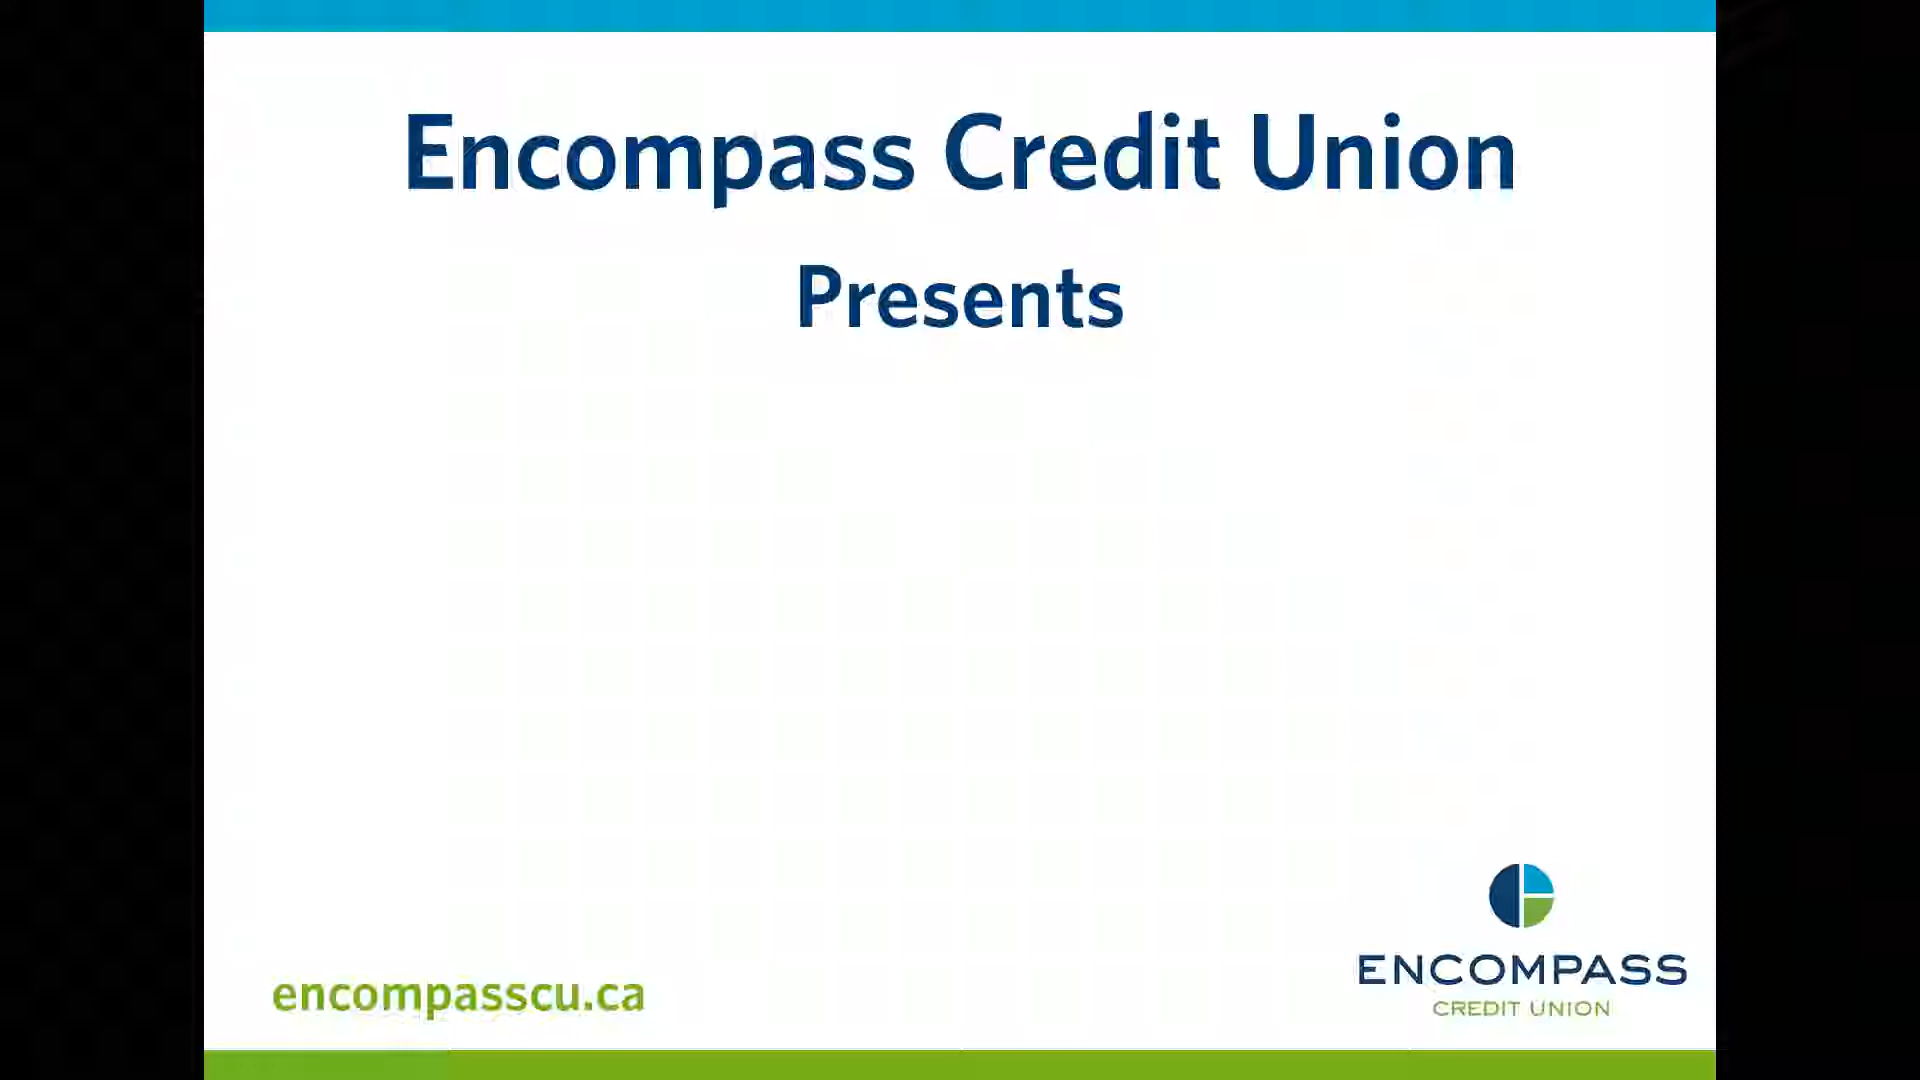 Encompass Credit Union
Presents
encompasscu.ca
ENCOMPASS
CREDIT UNION